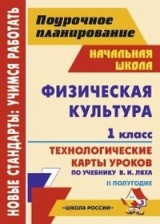 НОВЫЕ СТАНДАРТЫ: УЧИМСЯ РАБОТАТЬ
Поурочное планирование
НАЧАЛЬНАЯ
ШКОЛА
ФИЗИЧЕСКАЯ
КУЛЬТУРА
1 КЛАСС
ТЕХНОЛОГИЧЕСКИЕ
КАРТЫ УРОКОВ
ПО УЧЕБНИКУ В. И. ЛЯХА
II ПОЛУГОДИЕ
"ШКОЛА РОССИИ"